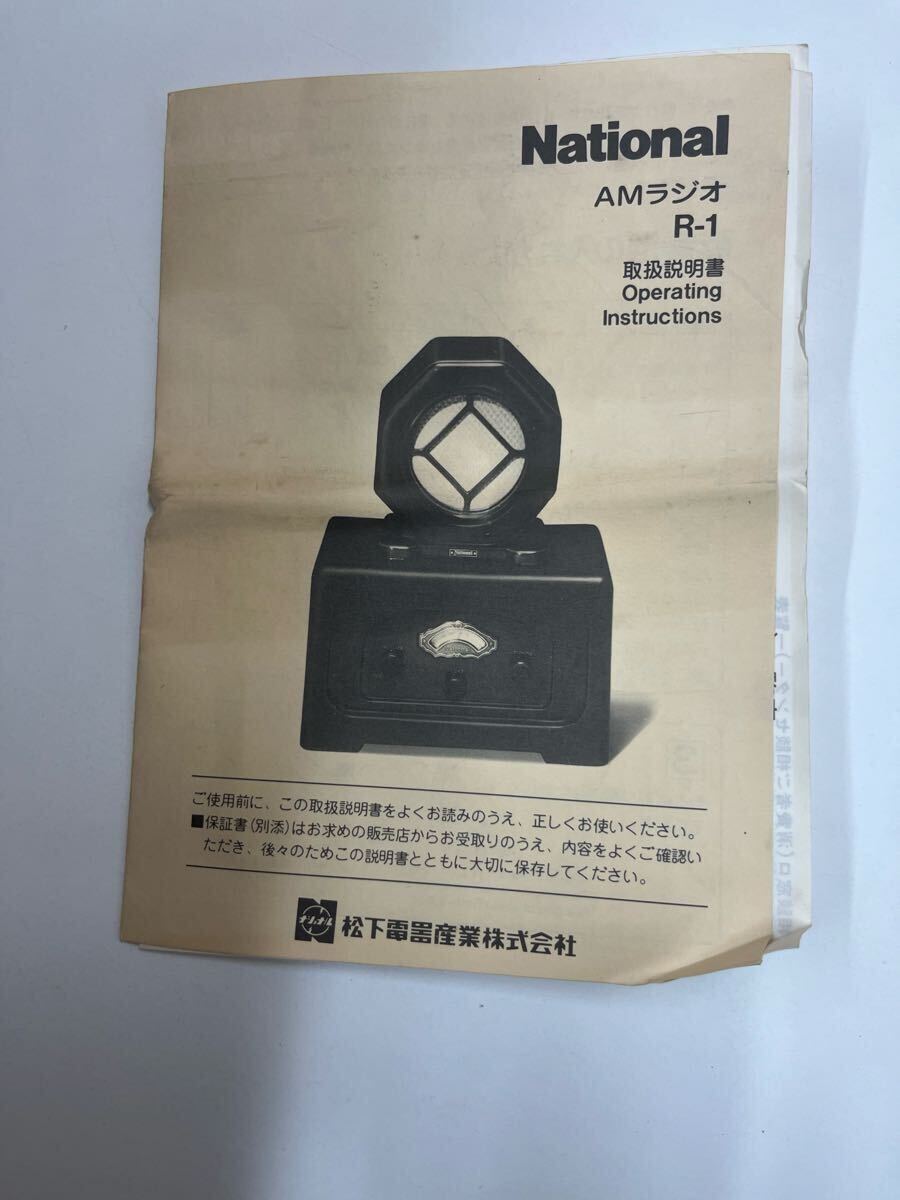 National
AMラジオ
R-1
取扱説明書
Operating
Instructions
National
ご使用前に、この取扱説明書をよくお読みのうえ、正しくお使いください。
■保証書(別添)はお求めの販売店からお受取りのうえ、内容をよくご確認い
ただき、後々のためこの説明書とともに大切に保存してください。
ナショナル
松下電器産業株式会社